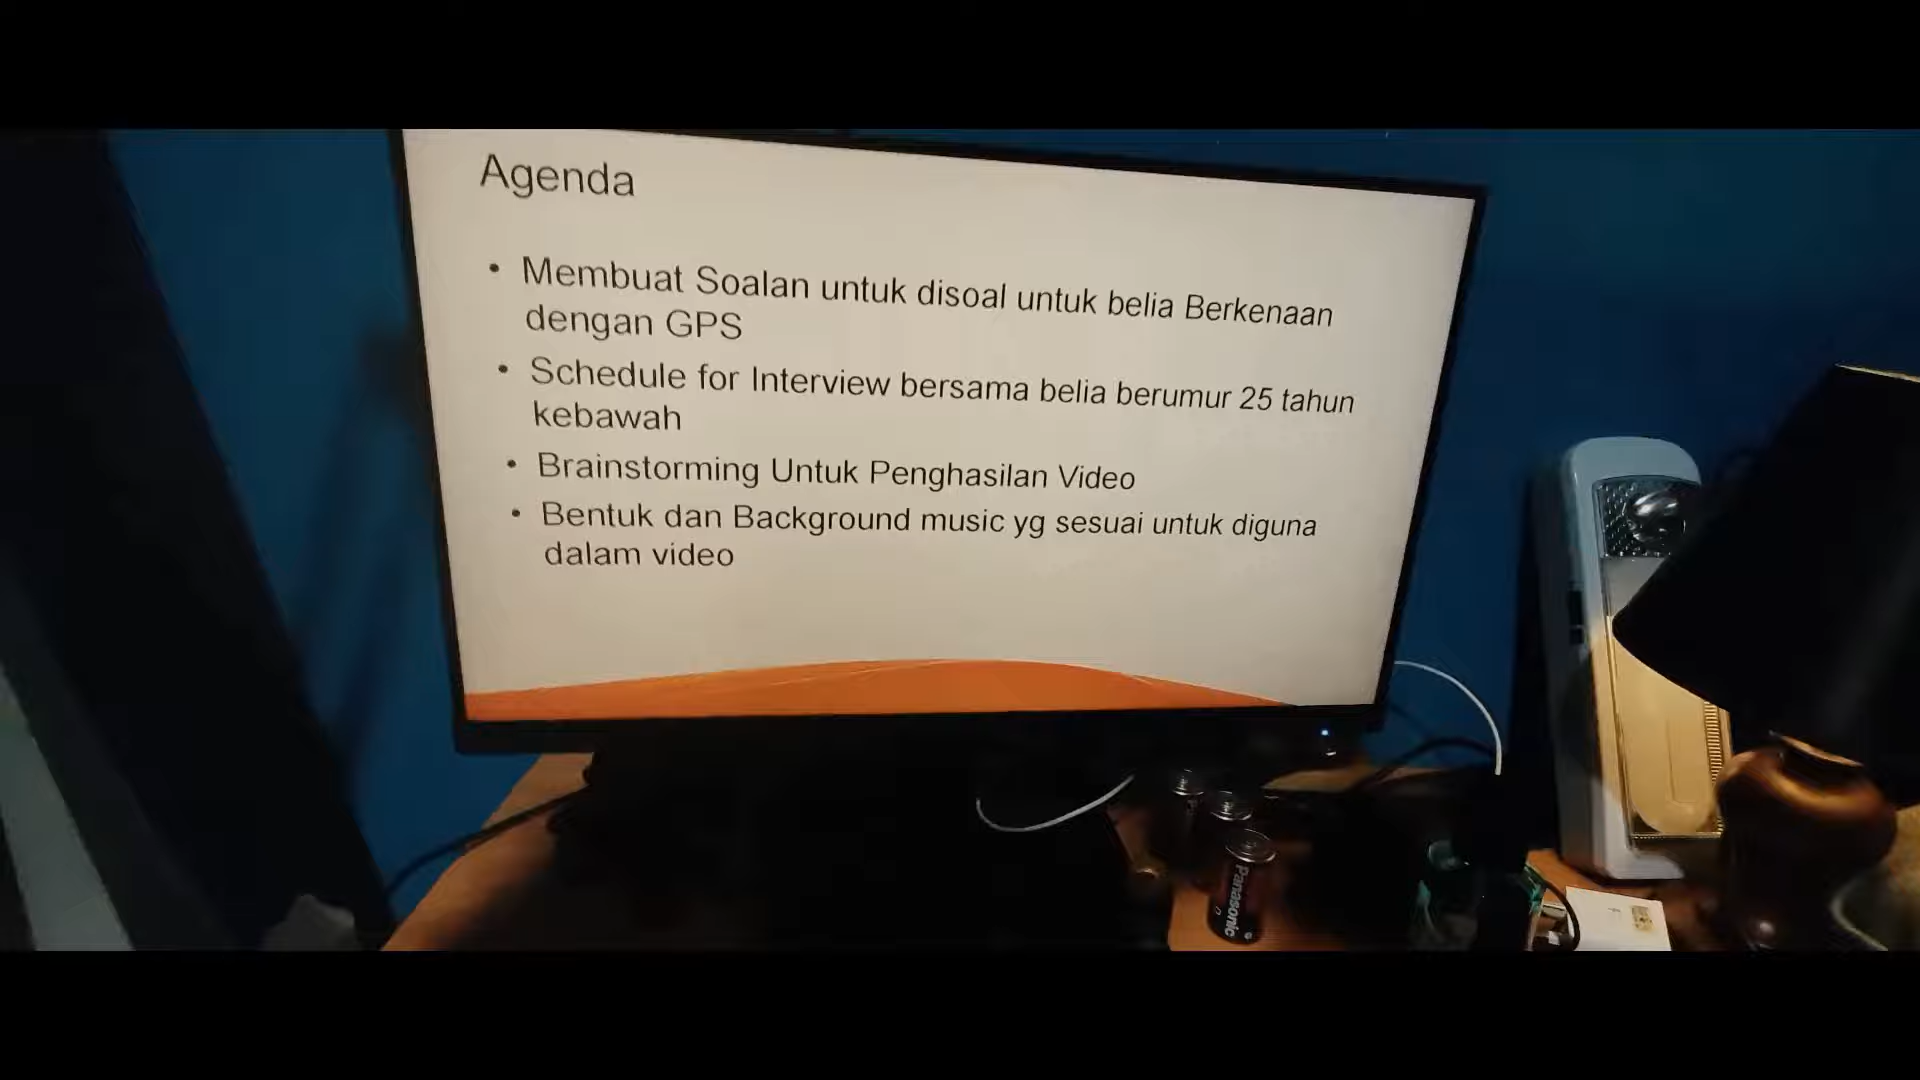 Agenda
• Membuat Soalan untuk disoal untuk belia Berkenaan
dengan GPS
• Schedule for Interview bersama belia berumur 25 tahun
kebawah
• Brainstorming Untuk Penghasilan Video
• Bentuk dan Background music yg sesuai untuk diguna
dalam video
Panasonic